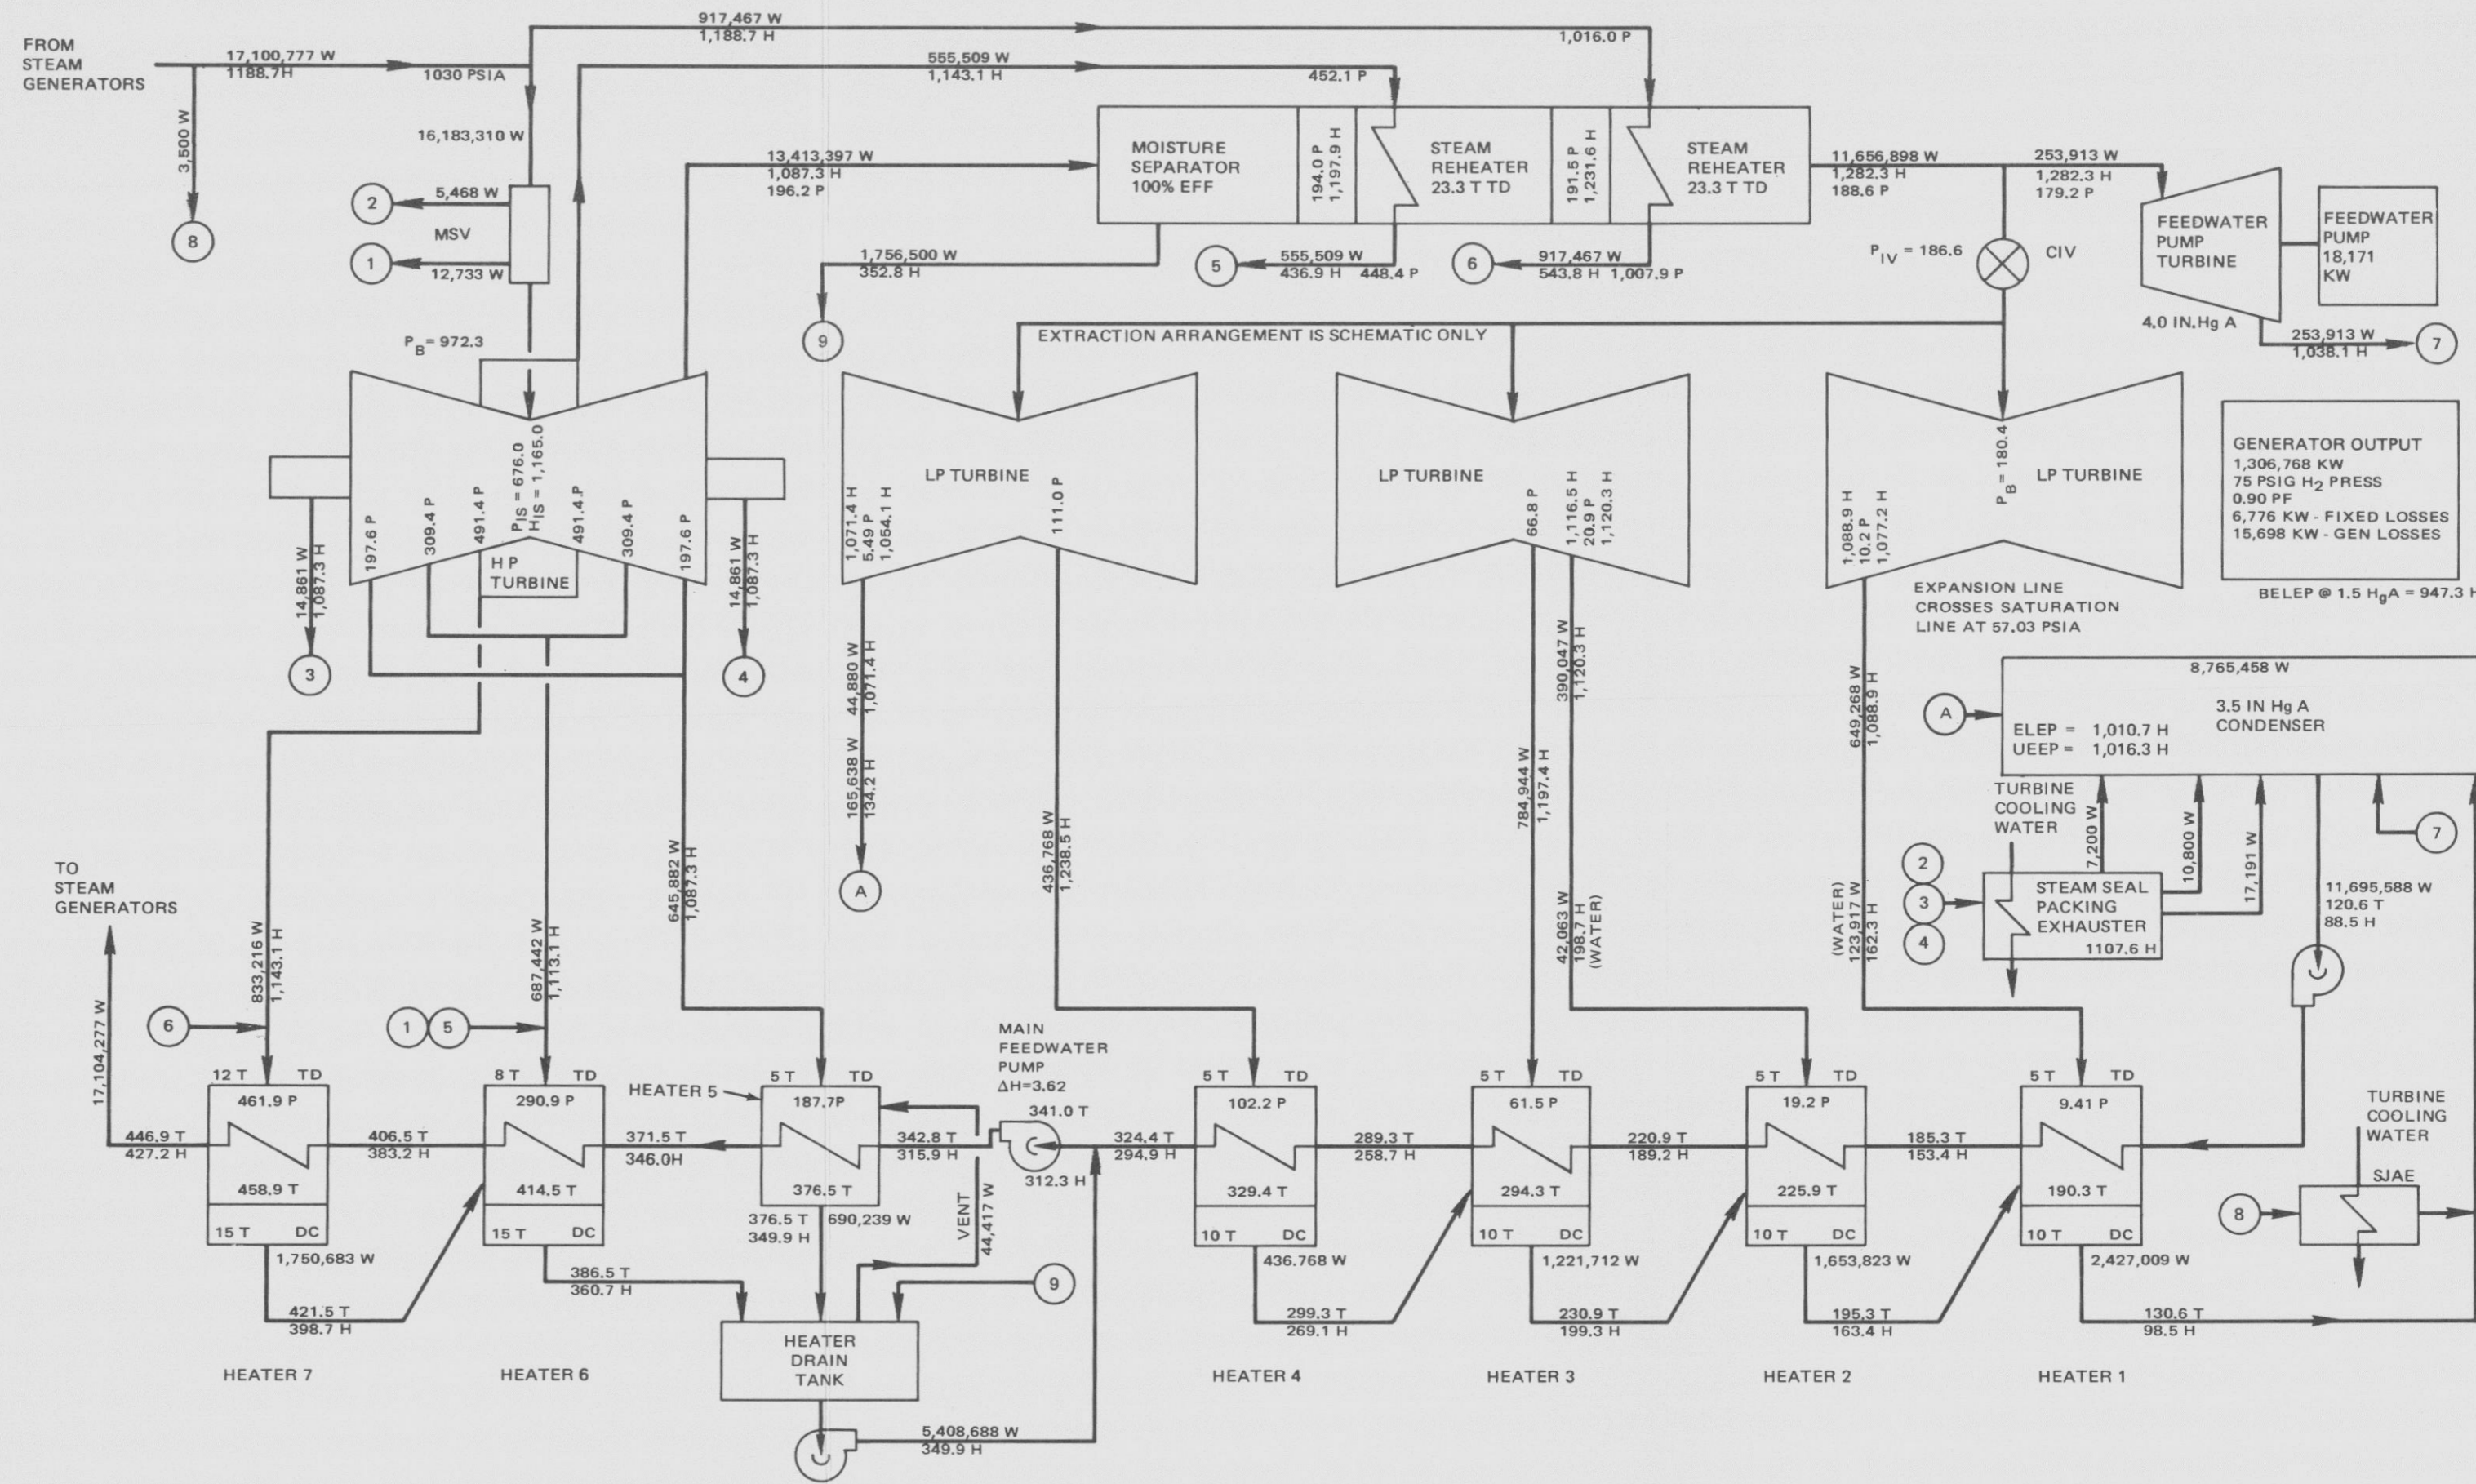 FROM
STEAM
GENERATORS
17,100,777 W
1188.7H
1030 PSIA
3,500 W
8
917,467 W
1,188.7 H
1,016.0 P
555,509 W
1,143.1 H
452.1 P
16,183,310 W
2
5,468 W
MSV
1
12,733 W
PB = 972.3
13,413,397 W
1,087.3 H
196.2 P
MOISTURE
SEPARATOR
100% EFF
194.0 P
1,197.9 H
STEAM
REHEATER
23.3 T TD
191.5 P
1,231.6 H
STEAM
REHEATER
23.3 T TD
11,656,898 W
1,282.3 H
188.6 P
253,913 W
1,282.3 H
179.2 P
FEEDWATER
PUMP
TURBINE
FEEDWATER
PUMP
18,171
KW
PIV = 186.6
CIV
4.0 IN.Hg A
253,913 W
1,038.1 H
7
1,756,500 W
352.8 H
9
5
555,509 W
436.9 H 448.4 P
6
917,467 W
543.8 H 1,007.9 P
EXTRACTION ARRANGEMENT IS SCHEMATIC ONLY
197.6 P
309.4 P
491.4 P
PIS = 676.0
HIS = 1,165.0
491.4 P
309.4 P
197.6 P
HP
TURBINE
14,861 W
1,087.3 H
3
14,861 W
1,087.3 H
4
LP TURBINE
1,071.4 H
5.49 P
1,054.1 H
111.0 P
LP TURBINE
66.8 P
1,116.5 H
20.9 P
1,120.3 H
LP TURBINE
PB = 180.4
1,088.9 H
10.2 P
1,077.2 H
GENERATOR OUTPUT
1,306,768 KW
75 PSIG H2 PRESS
0.90 PF
6,776 KW - FIXED LOSSES
15,698 KW - GEN LOSSES
BELEP @ 1.5 HgA = 947.3 H
EXPANSION LINE
CROSSES SATURATION
LINE AT 57.03 PSIA
44,880 W
1,071.4 H
165,638 W
134.2 H
A
436,768 W
1,238.5 H
784,944 W
1,197.4 H
390,047 W
1,120.3 H
42,063 W
198.7 H
(WATER)
649,268 W
1,088.9 H
(WATER)
123,917 W
162.3 H
8,765,458 W
3.5 IN Hg A
CONDENSER
ELEP = 1,010.7 H
UEEP = 1,016.3 H
A
TURBINE
COOLING
WATER
7,200 W
10,800 W
17,191 W
7
2
3
4
STEAM SEAL
PACKING
EXHAUSTER
1107.6 H
11,695,588 W
120.6 T
88.5 H
TO
STEAM
GENERATORS
17,104,277 W
833,216 W
1,143.1 H
6
687,442 W
1,113.1 H
1
5
645,882 W
1,087.3 H
12 T TD
461.9 P
458.9 T
15 T DC
446.9 T
427.2 H
1,750,683 W
421.5 T
398.7 H
HEATER 7
406.5 T
383.2 H
8 T TD
290.9 P
414.5 T
15 T DC
386.5 T
360.7 H
HEATER 6
371.5 T
346.0H
HEATER 5
5 T TD
187.7P
376.5 T
376.5 T
349.9 H
690,239 W
342.8 T
315.9 H
VENT
44,417 W
MAIN
FEEDWATER
PUMP
ΔH=3.62
341.0 T
312.3 H
9
HEATER
DRAIN
TANK
5,408,688 W
349.9 H
324.4 T
294.9 H
5 T TD
102.2 P
329.4 T
10 T DC
436.768 W
299.3 T
269.1 H
HEATER 4
289.3 T
258.7 H
5 T TD
61.5 P
294.3 T
10 T DC
1,221,712 W
230.9 T
199.3 H
HEATER 3
220.9 T
189.2 H
5 T TD
19.2 P
225.9 T
10 T DC
1,653,823 W
195.3 T
163.4 H
HEATER 2
185.3 T
153.4 H
5 T TD
9.41 P
190.3 T
10 T DC
2,427,009 W
130.6 T
98.5 H
HEATER 1
TURBINE
COOLING
WATER
SJAE
8